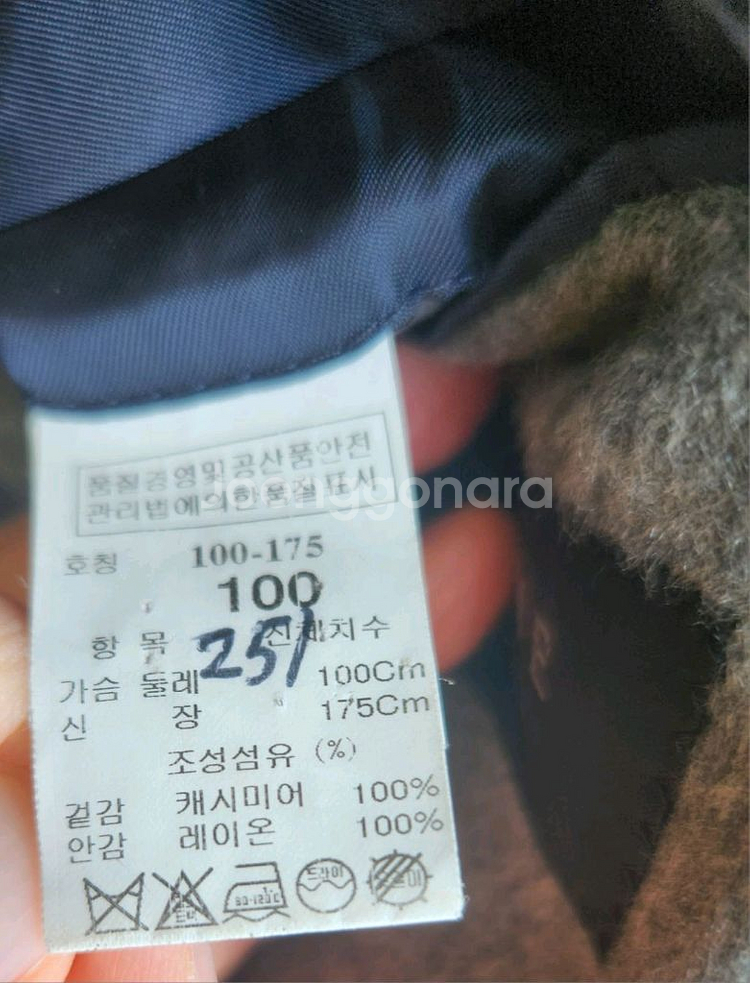 품질경영및공산품안전
관리법에의한품질표시
joonggonara
호칭 100-175
100
항 목 신체치수
251
가슴 둘레 100Cm
신 장 175Cm
조성섬유 (%)
겉감 캐시미어 100%
안감 레이온 100%
80-120℃ 드라이